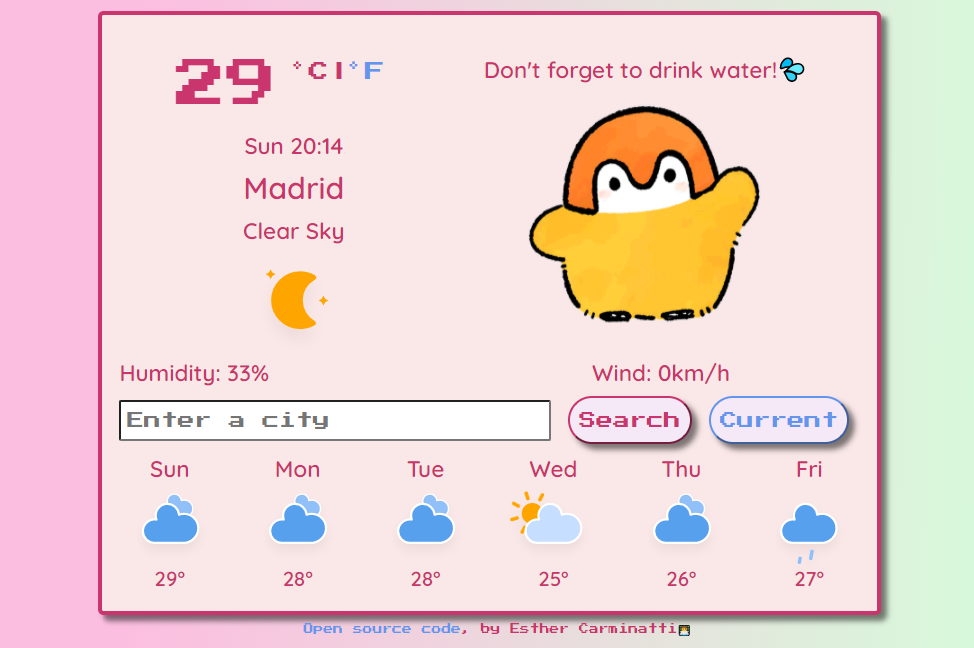 29 °C|°F
Don't forget to drink water!💦
Sun 20:14
Madrid
Clear Sky
Humidity: 33%
Wind: 0km/h
Enter a city
Search
Current
Sun Mon Tue Wed Thu Fri
29° 28° 28° 25° 26° 27°
Open source code, by Esther Carminatti